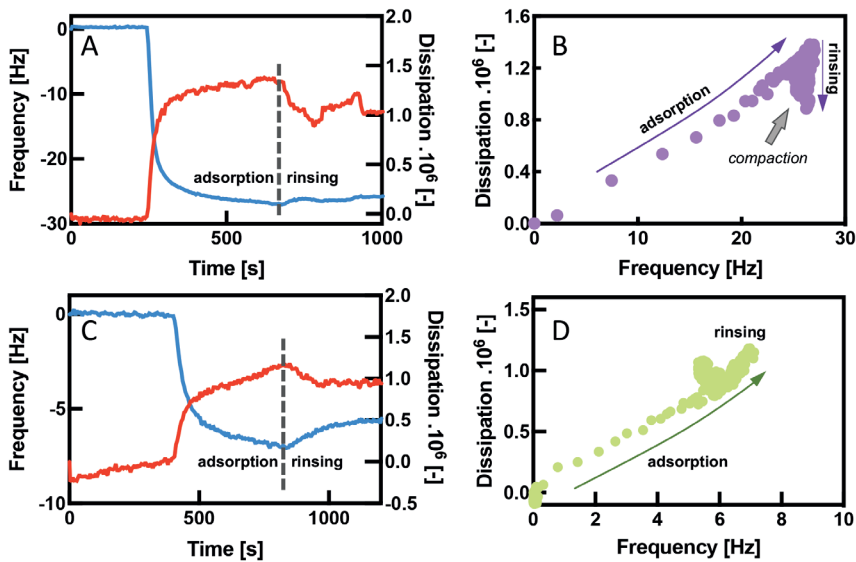 A
Frequency [Hz]
0
-10
-20
-30
0
500
1000
Time [s]
2.0
1.5
1.0
0.5
0.0
Dissipation .10⁶ [-]
adsorption
rinsing
B
Dissipation .10⁶ [-]
1.6
1.2
0.8
0.4
0.0
0
10
20
30
Frequency [Hz]
adsorption
rinsing
compaction
C
Frequency [Hz]
0
-5
-10
0
500
1000
Time [s]
2.0
1.5
1.0
0.5
0.0
-0.5
Dissipation .10⁶ [-]
adsorption
rinsing
D
Dissipation .10⁶ [-]
1.5
1.0
0.5
0.0
0
2
4
6
8
10
Frequency [Hz]
rinsing
adsorption